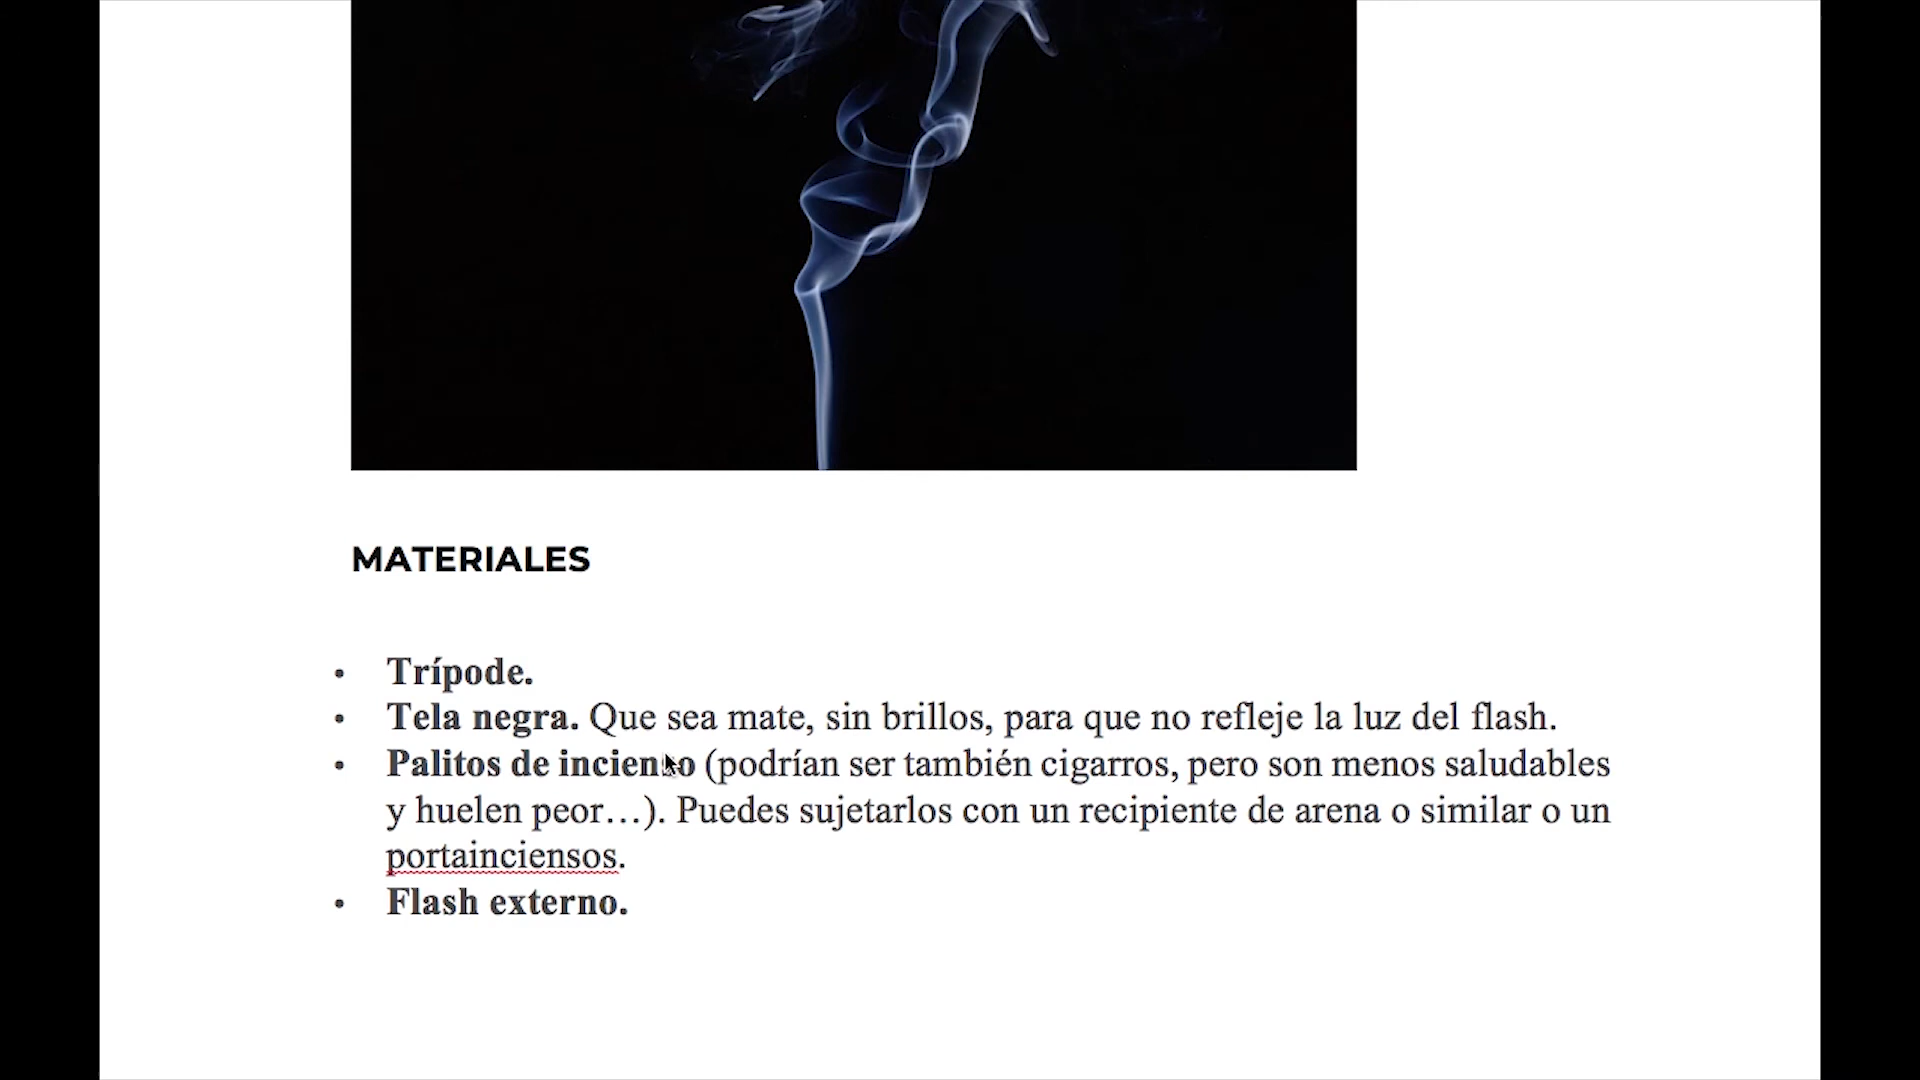 MATERIALES
• Trípode.
• Tela negra. Que sea mate, sin brillos, para que no refleje la luz del flash.
• Palitos de incienso (podrían ser también cigarros, pero son menos saludables
y huelen peor…). Puedes sujetarlos con un recipiente de arena o similar o un
portainciensos.
• Flash externo.